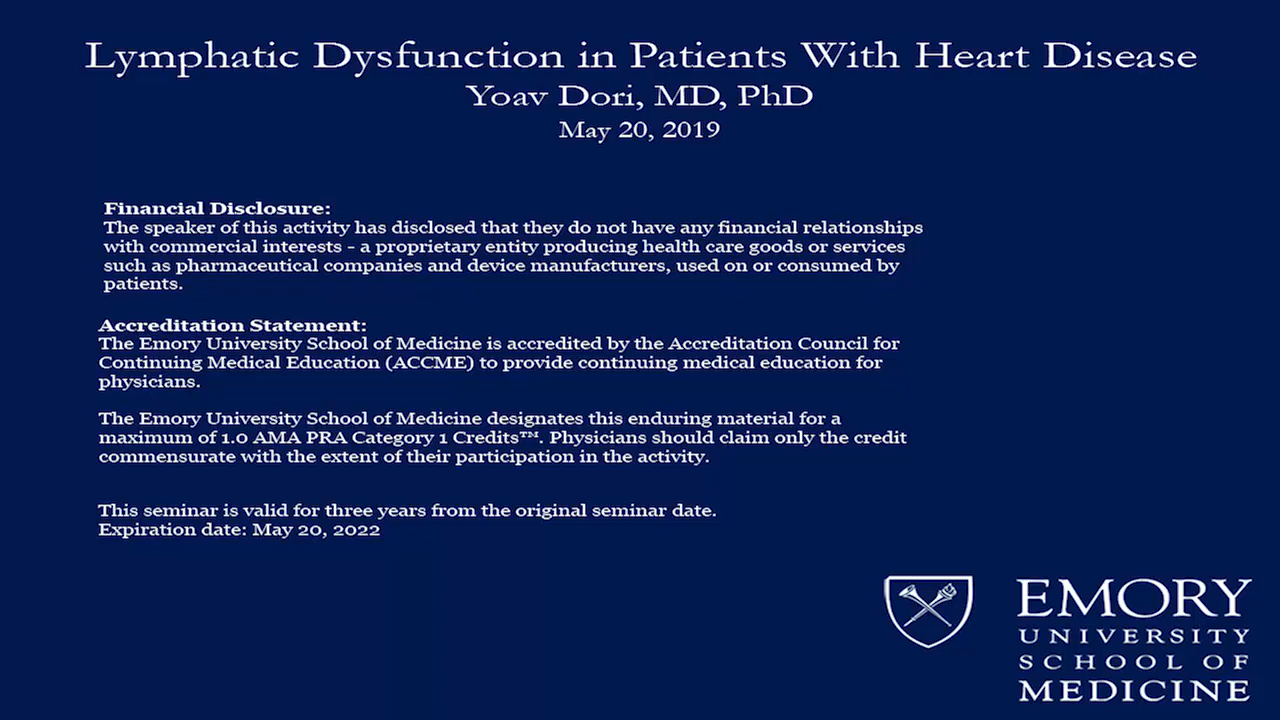 Lymphatic Dysfunction in Patients With Heart Disease
Yoav Dori, MD, PhD
May 20, 2019
Financial Disclosure:
The speaker of this activity has disclosed that they do not have any financial relationships
with commercial interests - a proprietary entity producing health care goods or services
such as pharmaceutical companies and device manufacturers, used on or consumed by
patients.
Accreditation Statement:
The Emory University School of Medicine is accredited by the Accreditation Council for
Continuing Medical Education (ACCME) to provide continuing medical education for
physicians.
The Emory University School of Medicine designates this enduring material for a
maximum of 1.0 AMA PRA Category 1 Credits™. Physicians should claim only the credit
commensurate with the extent of their participation in the activity.
This seminar is valid for three years from the original seminar date.
Expiration date: May 20, 2022
EMORY
UNIVERSITY
SCHOOL OF
MEDICINE